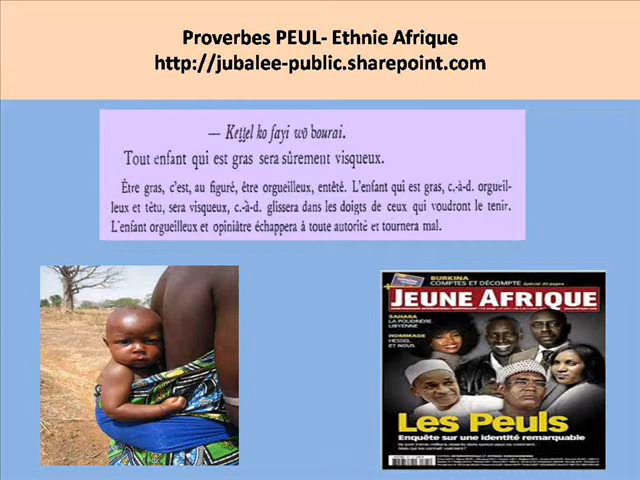 Proverbes PEUL- Ethnie Afrique
http://jubalee-public.sharepoint.com
— Keƫƫel ko fayi wō bourai.
Tout enfant qui est gras sera sûrement visqueux.
Être gras, c'est, au figuré, être orgueilleux, entêté. L'enfant qui est gras, c.-à-d. orgueil-
leux et têtu, sera visqueux, c.-à-d. glissera dans les doigts de ceux qui voudront le tenir.
L'enfant orgueilleux et opiniâtre échappera à toute autorité et tournera mal.
BURKINA
COMPTES ET DÉCOMPTE Spécial 20 pages
JEUNE AFRIQUE
SAHARA
LA POUDRIÈRE
LIBYENNE
HOMMAGE
HESSEL
ET NOUS
Les Peuls
Enquête sur une identité remarquable